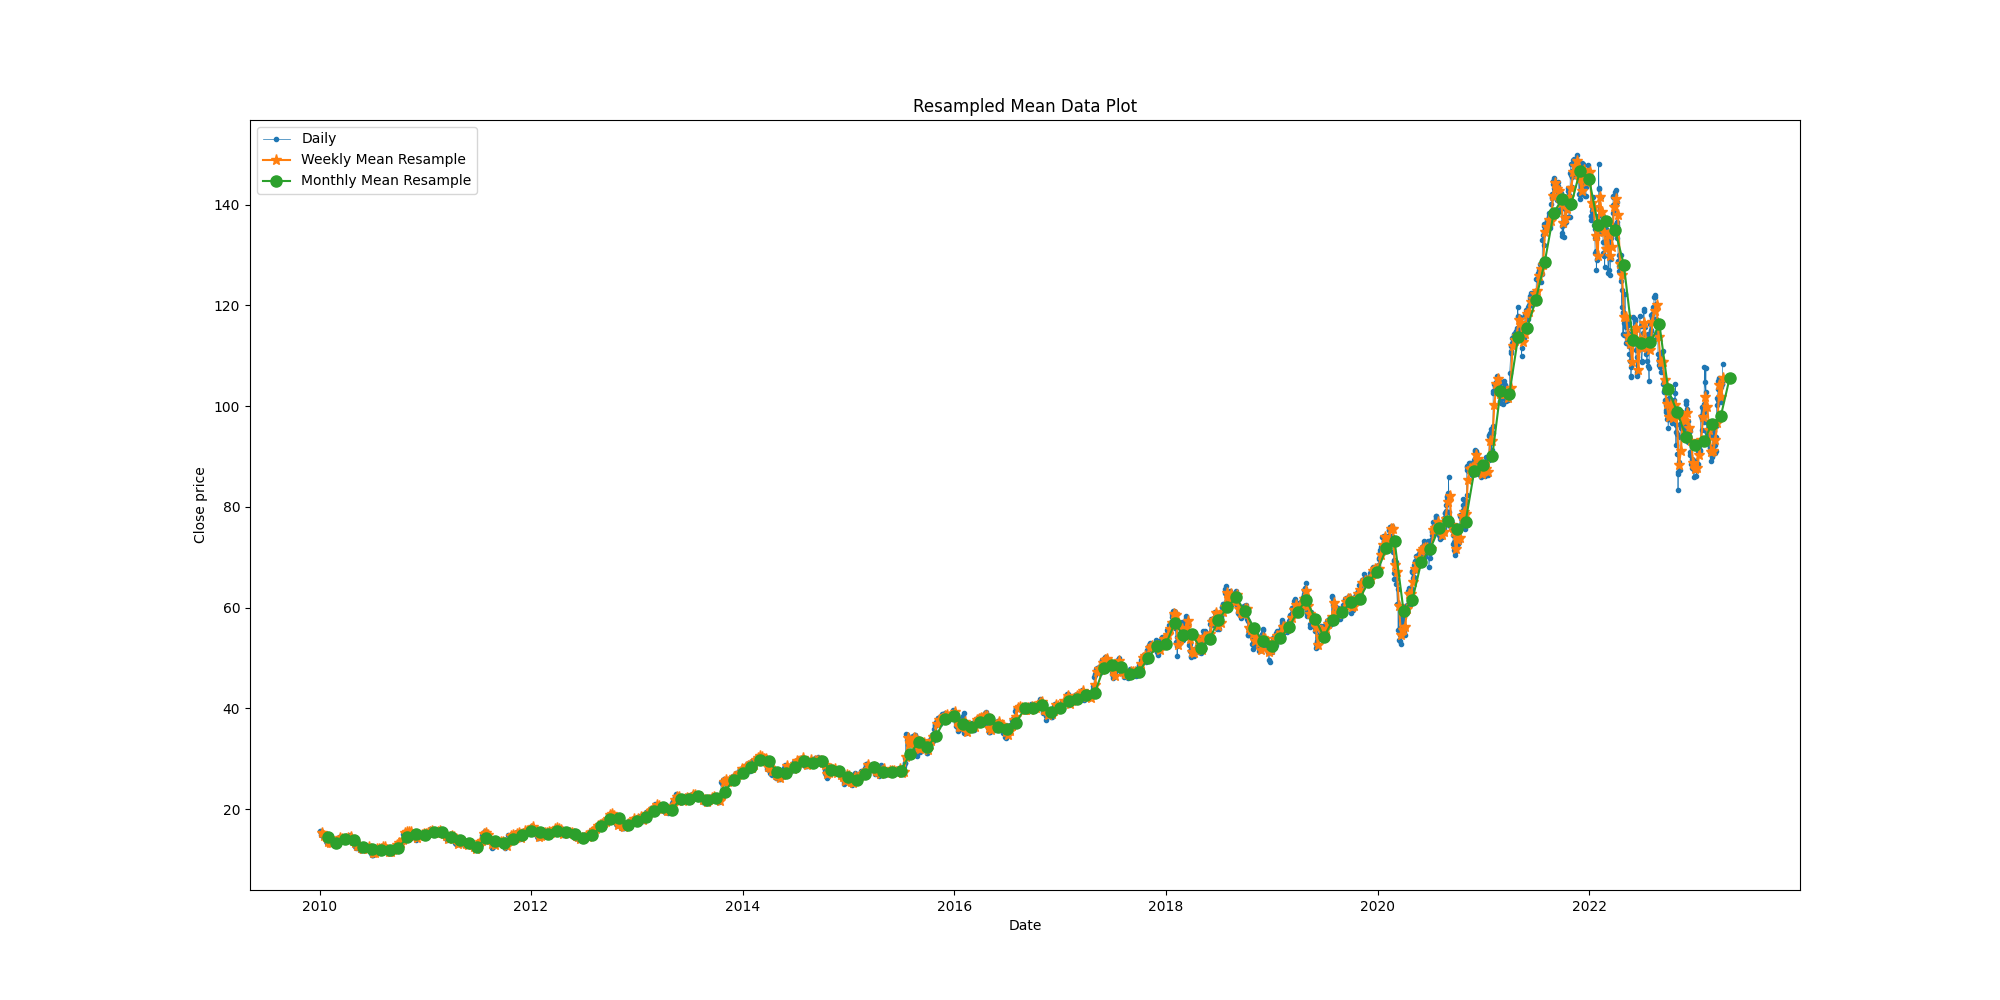 Resampled Mean Data Plot
Daily
Weekly Mean Resample
Monthly Mean Resample
140
120
100
80
60
40
20
Close price
2010 2012 2014 2016 2018 2020 2022
Date